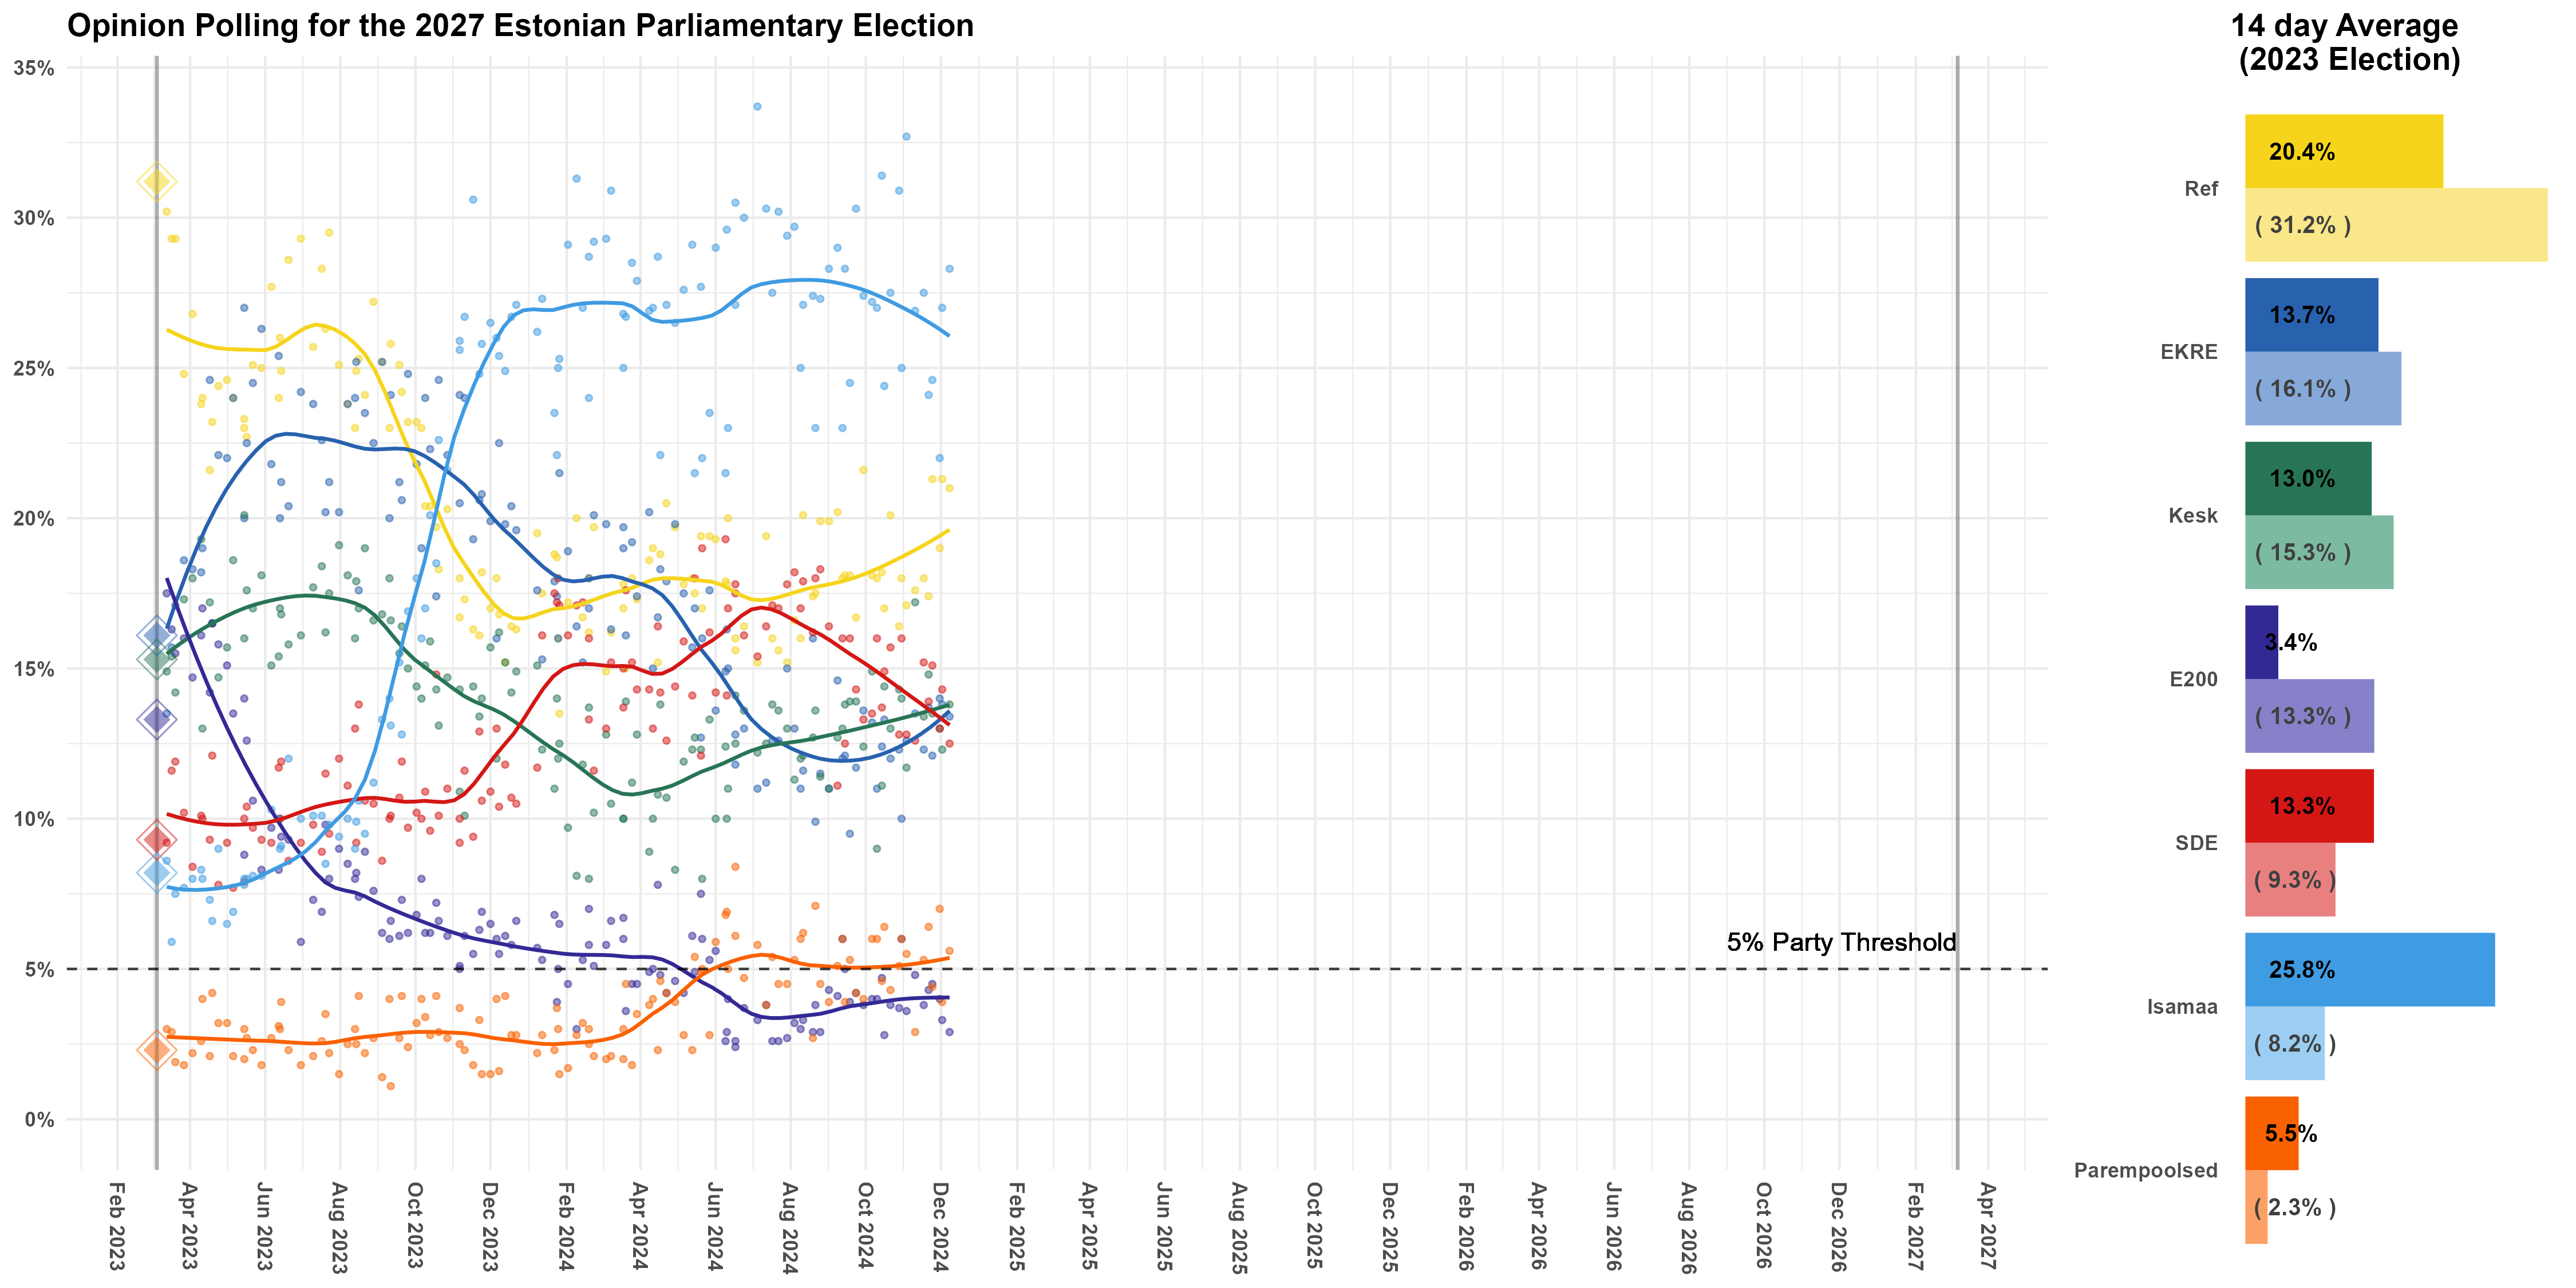 Opinion Polling for the 2027 Estonian Parliamentary Election
35%
30%
25%
20%
15%
10%
5%
0%
5% Party Threshold
Feb 2023
Apr 2023
Jun 2023
Aug 2023
Oct 2023
Dec 2023
Feb 2024
Apr 2024
Jun 2024
Aug 2024
Oct 2024
Dec 2024
Feb 2025
Apr 2025
Jun 2025
Aug 2025
Oct 2025
Dec 2025
Feb 2026
Apr 2026
Jun 2026
Aug 2026
Oct 2026
Dec 2026
Feb 2027
Apr 2027
14 day Average
(2023 Election)
Ref
20.4%
( 31.2% )
EKRE
13.7%
( 16.1% )
Kesk
13.0%
( 15.3% )
E200
3.4%
( 13.3% )
SDE
13.3%
( 9.3% )
Isamaa
25.8%
( 8.2% )
Parempoolsed
5.5%
( 2.3% )